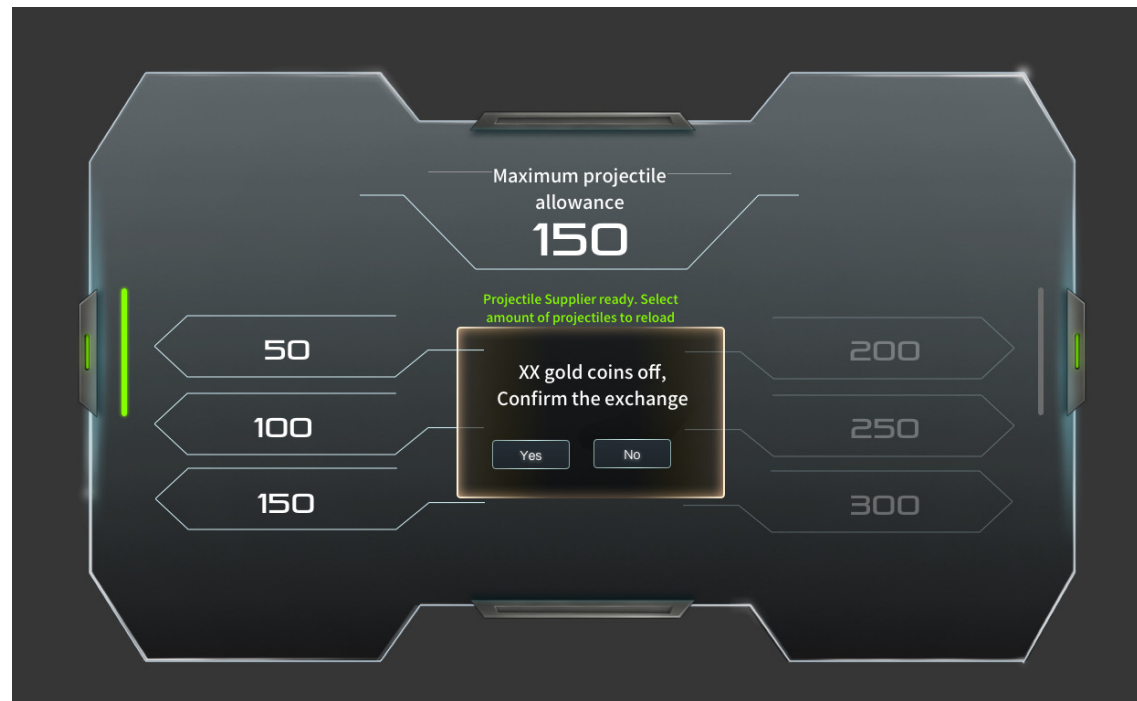 Maximum projectile
allowance
150
Projectile Supplier ready. Select
amount of projectiles to reload
50
100
150
XX gold coins off,
Confirm the exchange
Yes
No
200
250
300